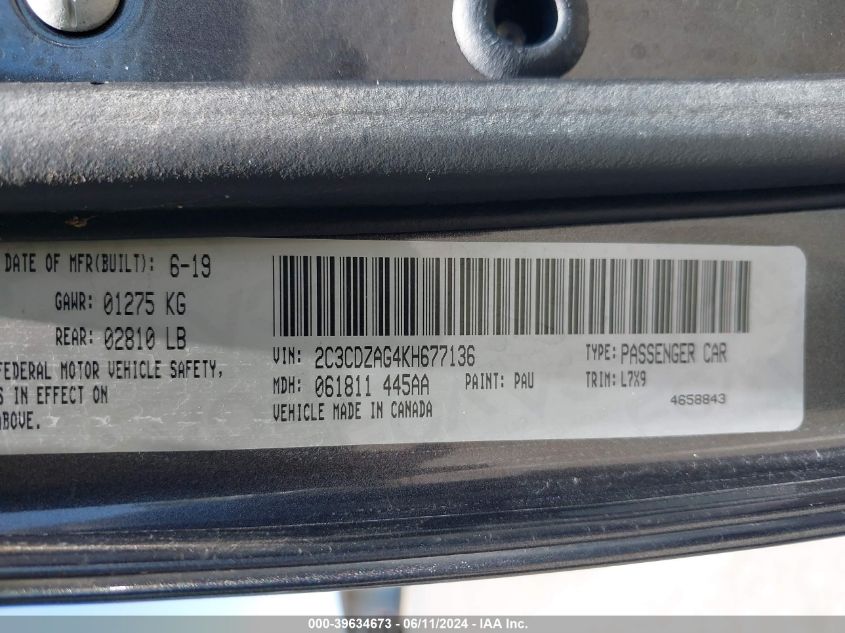 DATE OF MFR(BUILT): 6-19
GAWR: 01275 KG
REAR: 02810 LB
FEDERAL MOTOR VEHICLE SAFETY,
S IN EFFECT ON
ABOVE.
VIN: 2C3CDZAG4KH677136 TYPE: PASSENGER CAR
MDH: 061811 445AA PAINT: PAU TRIM: L7X9
VEHICLE MADE IN CANADA 4658843
000-39634673 - 06/11/2024 - IAA Inc.